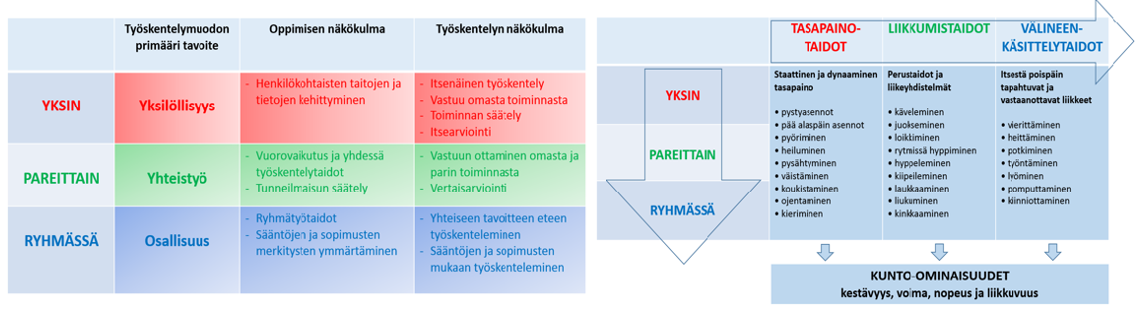 Työskentelymuodon
primääri tavoite
Oppimisen näkökulma
Työskentelyn näkökulma
YKSIN
Yksilöllisyys
- Henkilökohtaisten taitojen ja
tietojen kehittyminen
- Itsenäinen työskentely
- Vastuu omasta toiminnasta
- Toiminnan säätely
- Itsearviointi
PAREITTAIN
Yhteistyö
- Vuorovaikutus ja yhdessä
työskentelytaidot
- Tunneilmaisun säätely
- Vastuun ottaminen omasta ja
parin toiminnasta
- Vertaisarviointi
RYHMÄSSÄ
Osallisuus
- Ryhmätyötaidot
- Sääntöjen ja sopimusten
merkitysten ymmärtäminen
- Yhteiseen tavoitteen eteen
työskenteleminen
- Sääntöjen ja sopimusten
mukaan työskenteleminen
TASAPAINO-
TAIDOT
LIIKKUMISTAIDOT
VÄLINEEN-
KÄSITTELYTAIDOT
YKSIN
PAREITTAIN
RYHMÄSSÄ
Staattinen ja dynaaminen
tasapaino
• pystyasennot
• pää alaspäin asennot
• pyöriminen
• heiluminen
• pysähtyminen
• väistäminen
• koukistaminen
• ojentaminen
• kieriminen
Perustaidot ja
liikeyhdistelmät
• käveleminen
• juokseminen
• loikkiminen
• rytmissä hyppiminen
• hyppeleminen
• kiipeileminen
• laukkaaminen
• liukuminen
• kinkkaaminen
Itsestä poispäin
tapahtuvat ja
vastaanottavat liikkeet
• vierittäminen
• heittäminen
• potkiminen
• työntäminen
• lyöminen
• pomputtaminen
• kiinniottaminen
KUNTO-OMINAISUUDET
kestävyys, voima, nopeus ja liikkuvuus